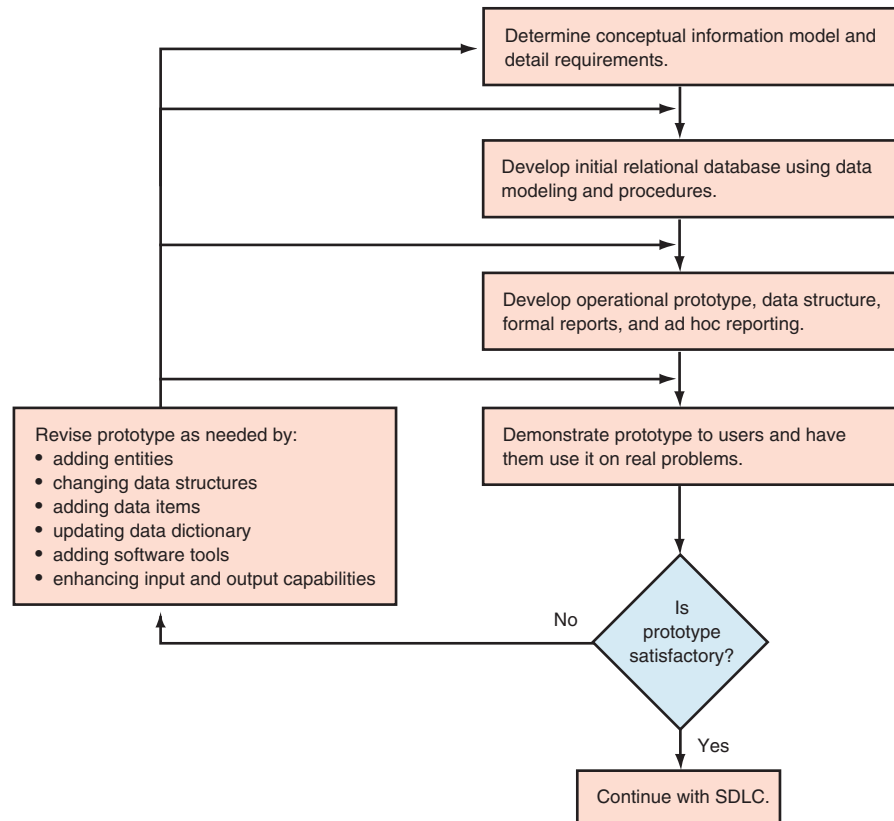 Determine conceptual information model and
detail requirements.
Develop initial relational database using data
modeling and procedures.
Develop operational prototype, data structure,
formal reports, and ad hoc reporting.
Demonstrate prototype to users and have
them use it on real problems.
Revise prototype as needed by:
• adding entities
• changing data structures
• adding data items
• updating data dictionary
• adding software tools
• enhancing input and output capabilities
Is
prototype
satisfactory?
No
Yes
Continue with SDLC.